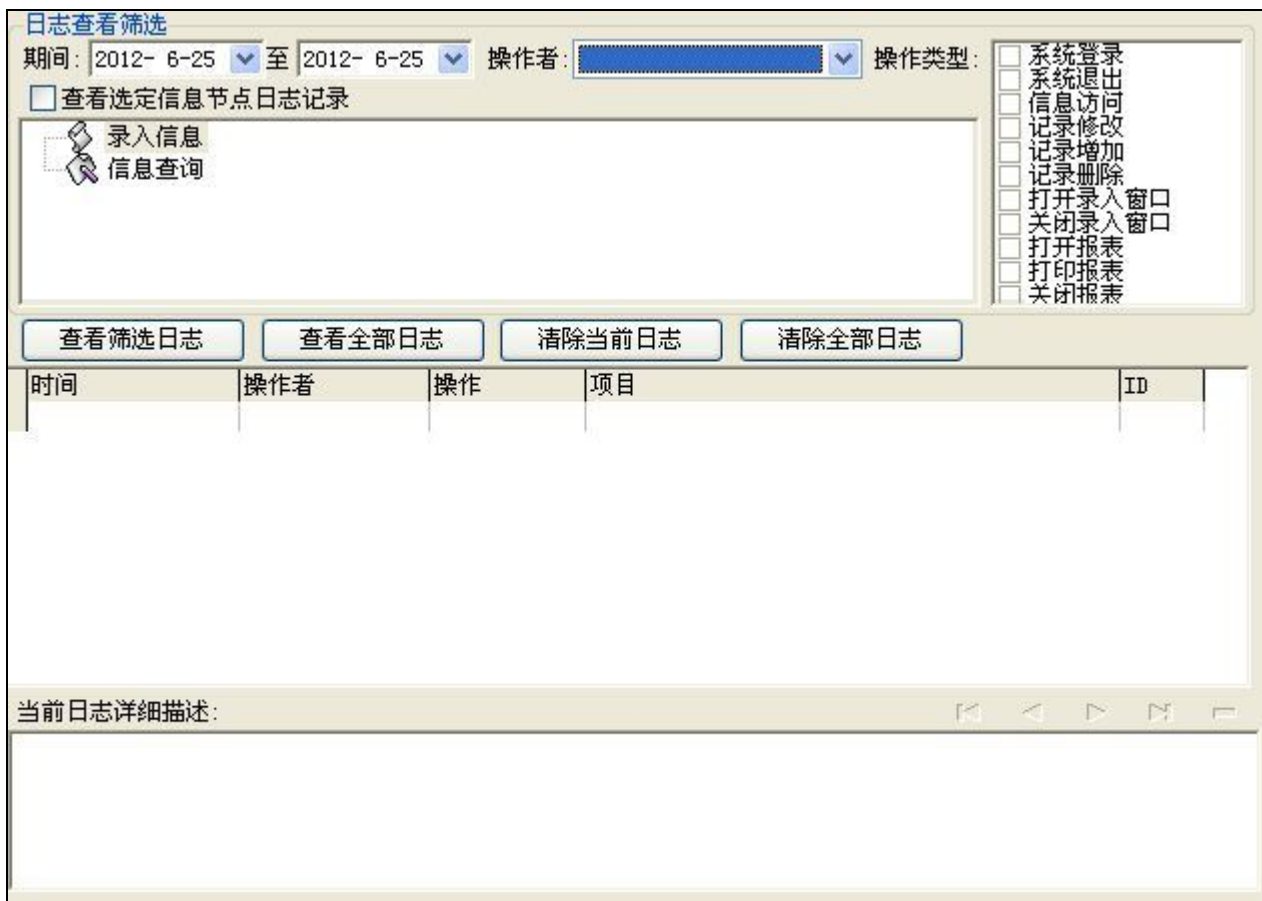 日志查看筛选
期间: 2012- 6-25 至 2012- 6-25 操作者: 操作类型:
系统登录
系统退出
信息访问
记录修改
记录增加
记录删除
打开录入窗口
关闭录入窗口
打开报表
打印报表
关闭报表
查看选定信息节点日志记录
录入信息
信息查询
查看筛选日志 查看全部日志 清除当前日志 清除全部日志
时间 操作者 操作 项目 ID
当前日志详细描述: